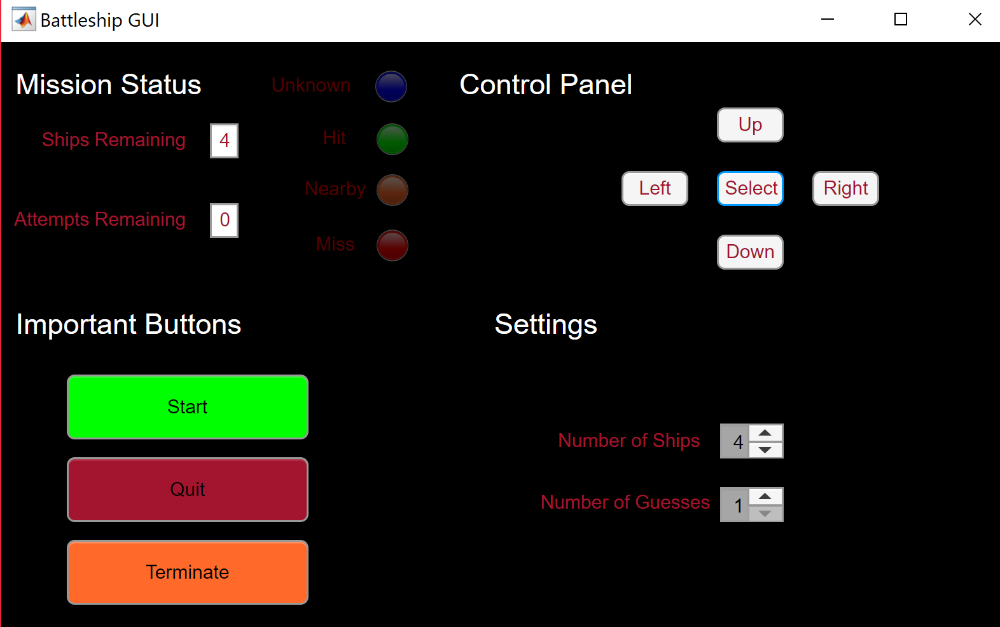 Battleship GUI
Mission Status
Unknown
Ships Remaining 4
Hit
Nearby
Attempts Remaining 0
Miss
Control Panel
Up
Left Select Right
Down
Important Buttons
Start
Quit
Terminate
Settings
Number of Ships 4
Number of Guesses 1